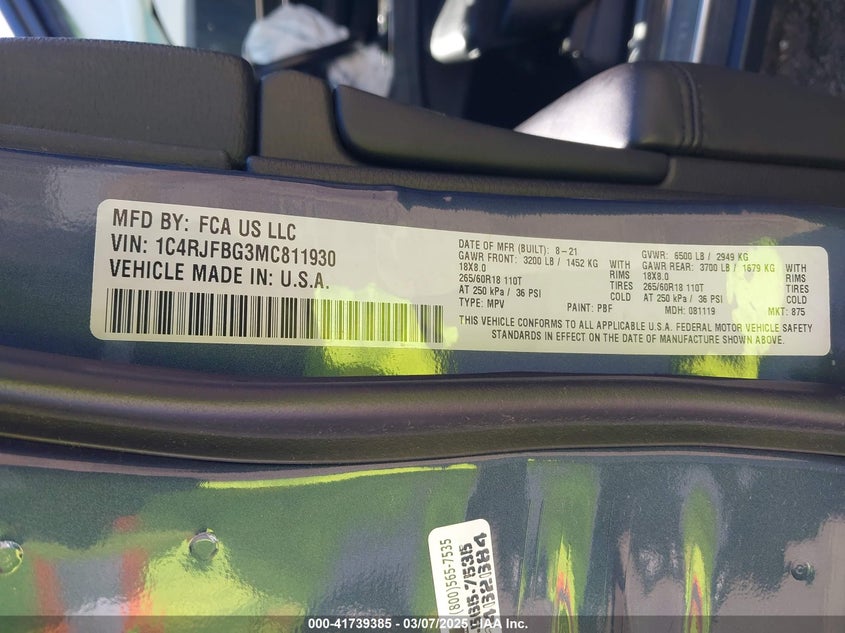 MFD BY: FCA US LLC
VIN: 1C4RJFBG3MC811930
VEHICLE MADE IN: U.S.A.
DATE OF MFR (BUILT): 8-21
GAWR FRONT: 3200 LB / 1452 KG WITH
18X8.0 RIMS
265/60R18 110T TIRES
AT 250 kPa / 36 PSI COLD
TYPE: MPV PAINT: PBF
GVWR: 6500 LB / 2949 KG
GAWR REAR: 3700 LB / 1679 KG WITH
18X8.0 RIMS
265/60R18 110T TIRES
AT 250 kPa / 36 PSI COLD
MDH: 081119 MKT: 875
THIS VEHICLE CONFORMS TO ALL APPLICABLE U.S.A. FEDERAL MOTOR VEHICLE SAFETY
STANDARDS IN EFFECT ON THE DATE OF MANUFACTURE SHOWN ABOVE.
(800)565-7535
000-41739385 - 03/07/2025 - IAA Inc.